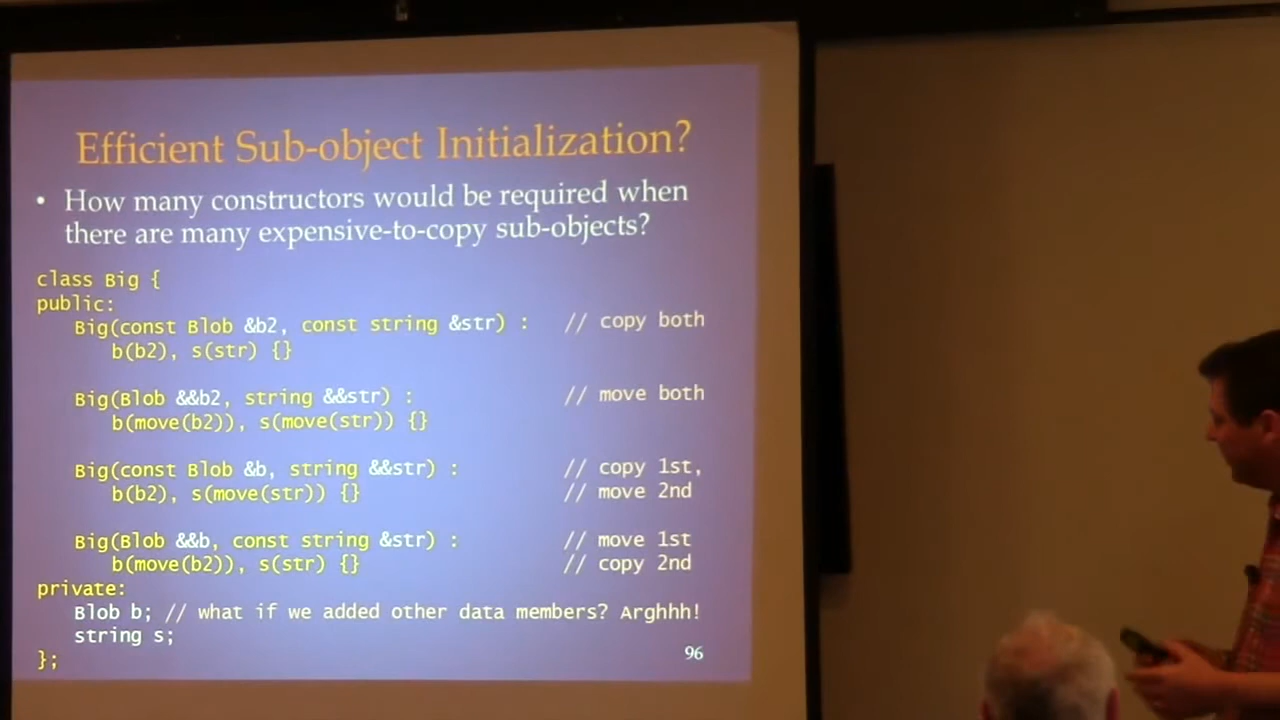 Efficient Sub-object Initialization?
• How many constructors would be required when
there are many expensive-to-copy sub-objects?
class Big {
public:
Big(const Blob &b2, const string &str) : // copy both
b(b2), s(str) {}
Big(Blob &&b2, string &&str) : // move both
b(move(b2)), s(move(str)) {}
Big(const Blob &b, string &&str) : // copy 1st,
b(b2), s(move(str)) {} // move 2nd
Big(Blob &&b, const string &str) : // move 1st
b(move(b2)), s(str) {} // copy 2nd
private:
Blob b; // what if we added other data members? Arghhh!
string s;
};
96